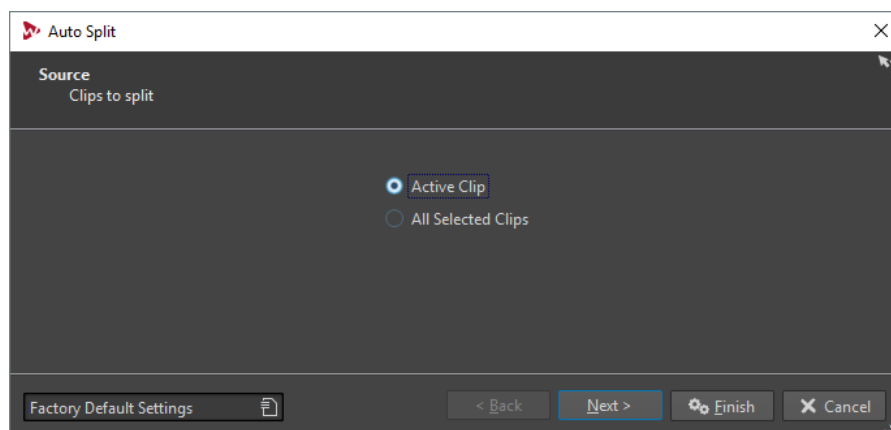 Auto Split
Source
Clips to split
Active Clip
All Selected Clips
Factory Default Settings
< Back
Next >
Finish
Cancel